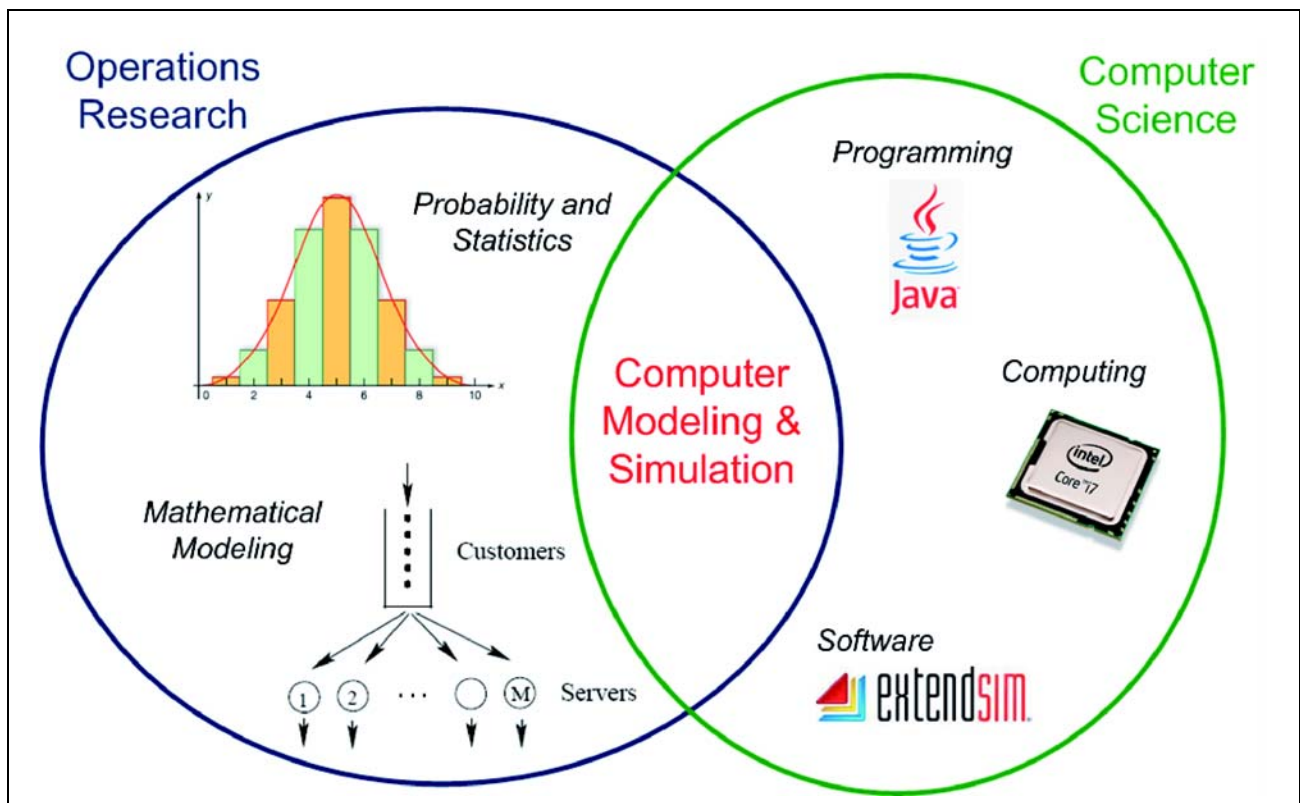 Operations
Research
Computer
Science
Probability and
Statistics
y
0 2 4 6 8 10 x
Mathematical
Modeling
Customers
1 2 ... M Servers
Computer
Modeling &
Simulation
Programming
Java
Computing
intel
Core™ i7
Software
extendsim